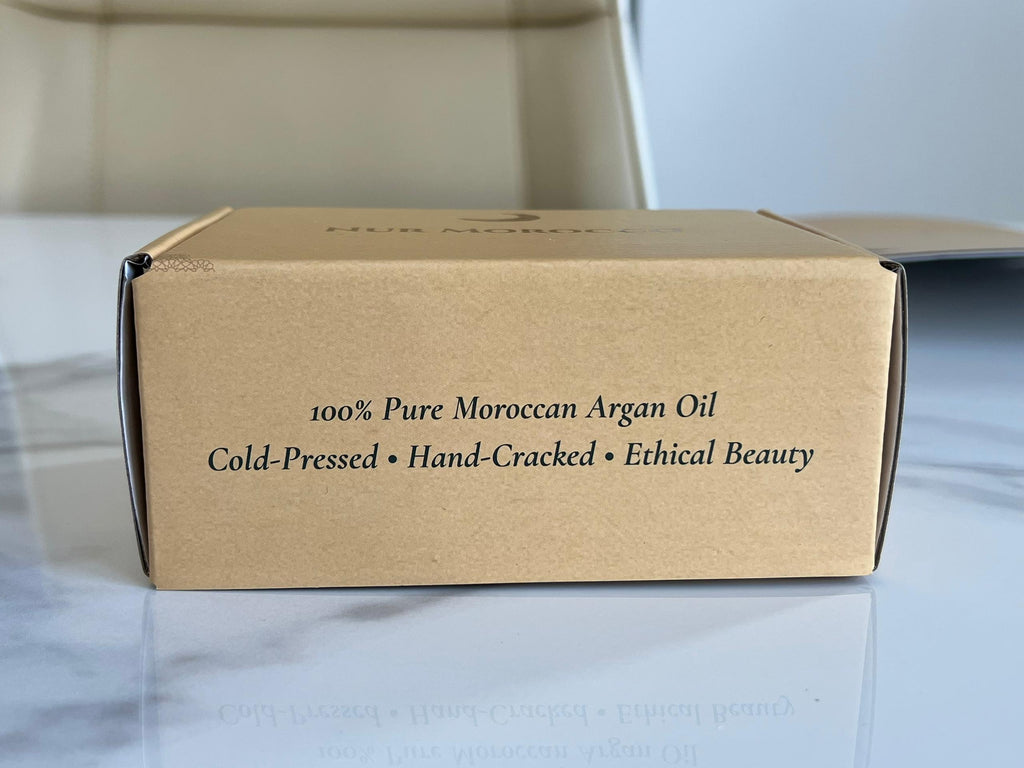 NUR MOROCCO
100% Pure Moroccan Argan Oil
Cold-Pressed • Hand-Cracked • Ethical Beauty